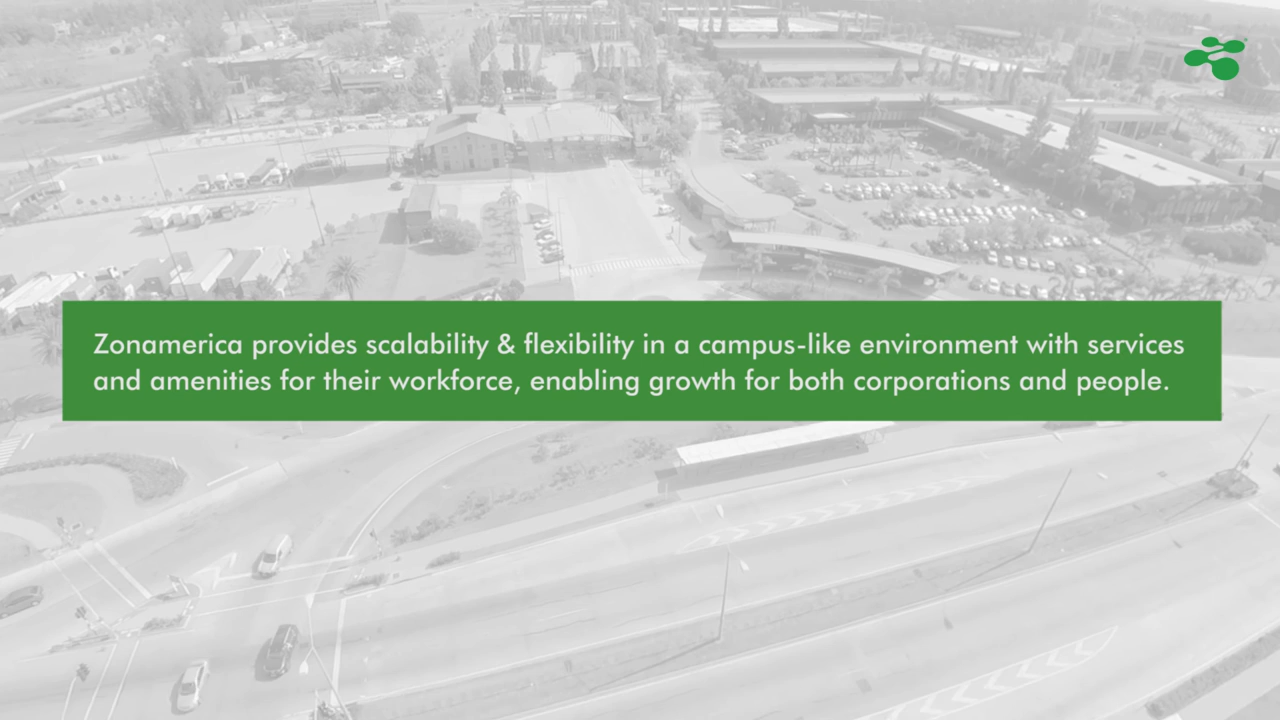 Zonamerica provides scalability & flexibility in a campus-like environment with services
and amenities for their workforce, enabling growth for both corporations and people.